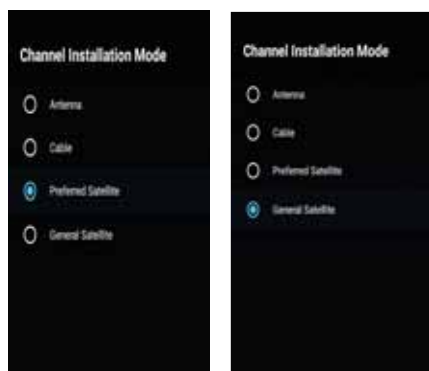 Channel Installation Mode
Antenna
Cable
Preferred Satellite
General Satellite
Channel Installation Mode
Antenna
Cable
Preferred Satellite
General Satellite